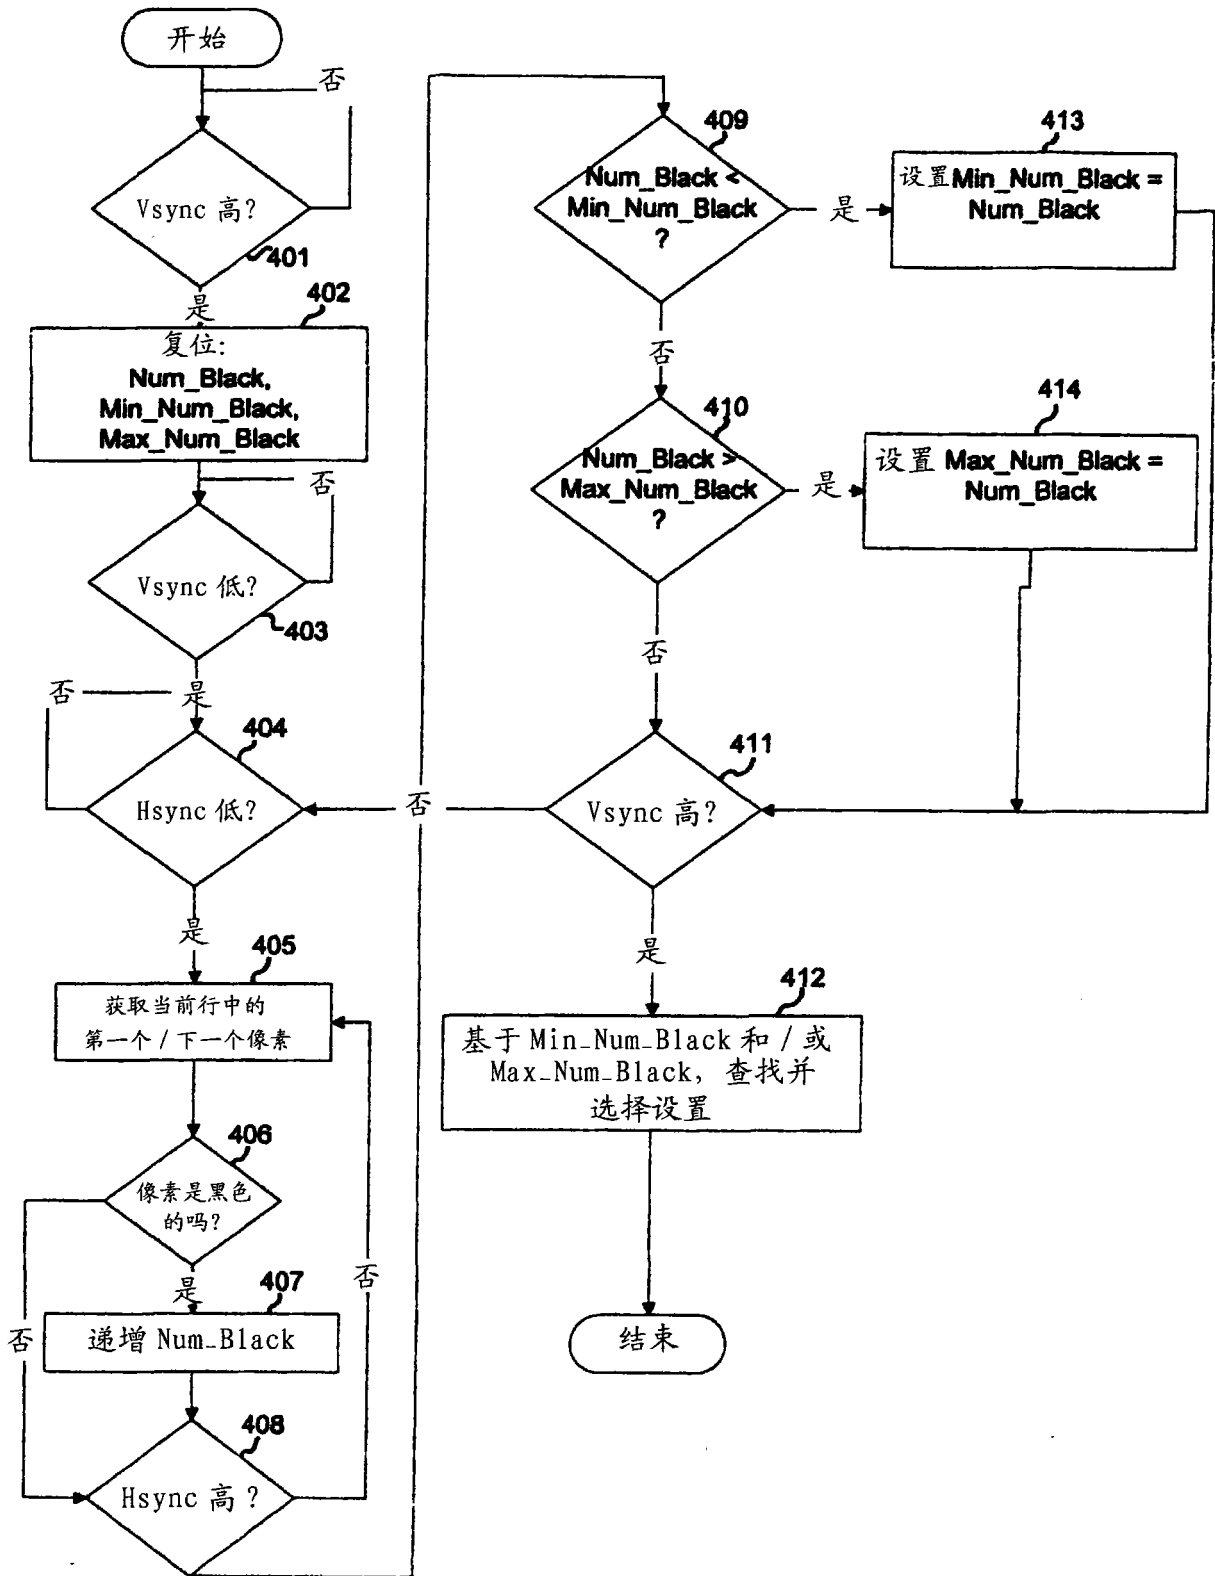 开始
否
Vsync 高?
401
是
402
复位:
Num_Black,
Min_Num_Black,
Max_Num_Black
否
Vsync 低?
403
否
是
404
Hsync 低?
是
405
获取当前行中的
第一个 / 下一个像素
406
像素是黑色
的吗?
是
407
否
否
递增 Num_Black
408
Hsync 高?
409
Num_Black <
Min_Num_Black
?
是
413
设置Min_Num_Black =
Num_Black
否
410
Num_Black >
Max_Num_Black
?
是
414
设置 Max_Num_Black =
Num_Black
否
411
Vsync 高?
否
是
412
基于 Min_Num_Black 和 / 或
Max_Num_Black, 查找并
选择设置
结束